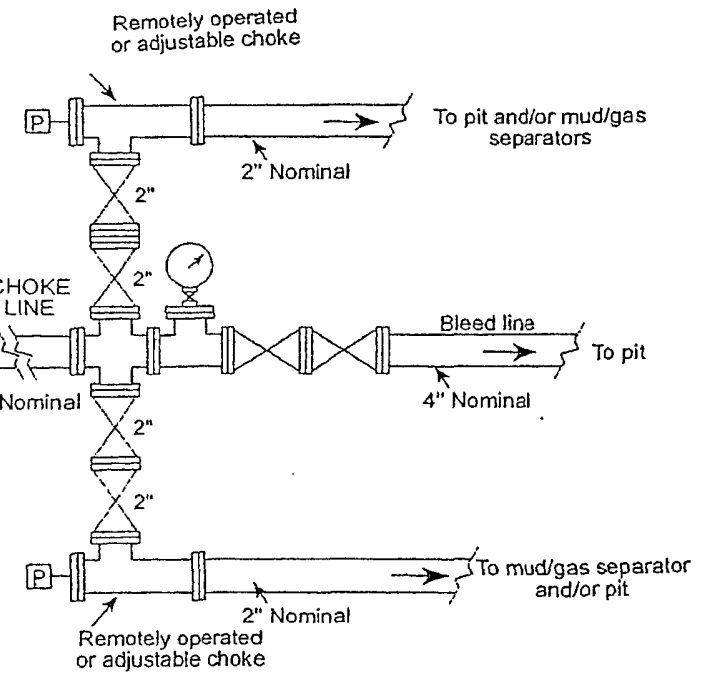 Remotely operated
or adjustable choke
P
To pit and/or mud/gas
separators
2" Nominal
2"
2"
CHOKE
LINE
Bleed line
To pit
Nominal
4" Nominal
2"
2"
P
To mud/gas separator
and/or pit
2" Nominal
Remotely operated
or adjustable choke